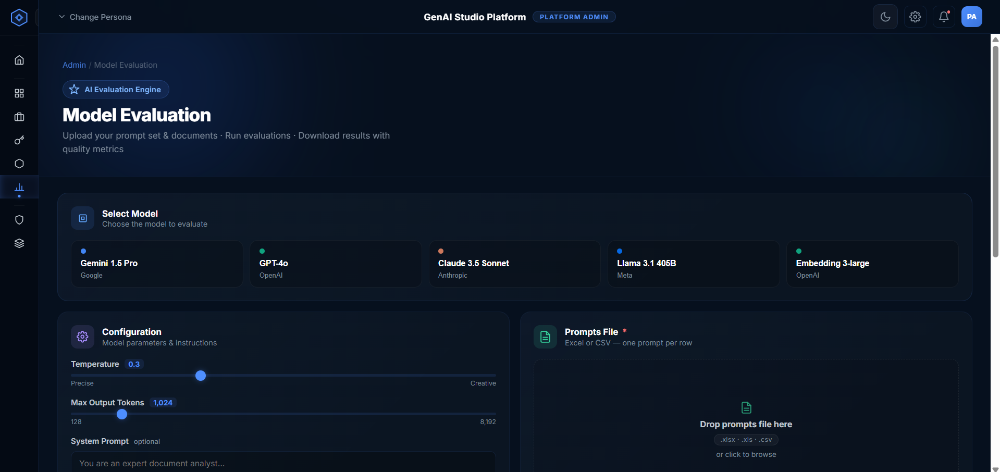 Change Persona
GenAI Studio Platform
PLATFORM ADMIN
PA
Admin / Model Evaluation
AI Evaluation Engine
Model Evaluation
Upload your prompt set & documents · Run evaluations · Download results with
quality metrics
Select Model
Choose the model to evaluate
Gemini 1.5 Pro
Google
GPT-4o
OpenAI
Claude 3.5 Sonnet
Anthropic
Llama 3.1 405B
Meta
Embedding 3-large
OpenAI
Configuration
Model parameters & instructions
Temperature 0.3
Precise
Creative
Max Output Tokens 1,024
128
8,192
System Prompt optional
You are an expert document analyst...
Prompts File *
Excel or CSV — one prompt per row
Drop prompts file here
.xlsx · .xls · .csv
or click to browse